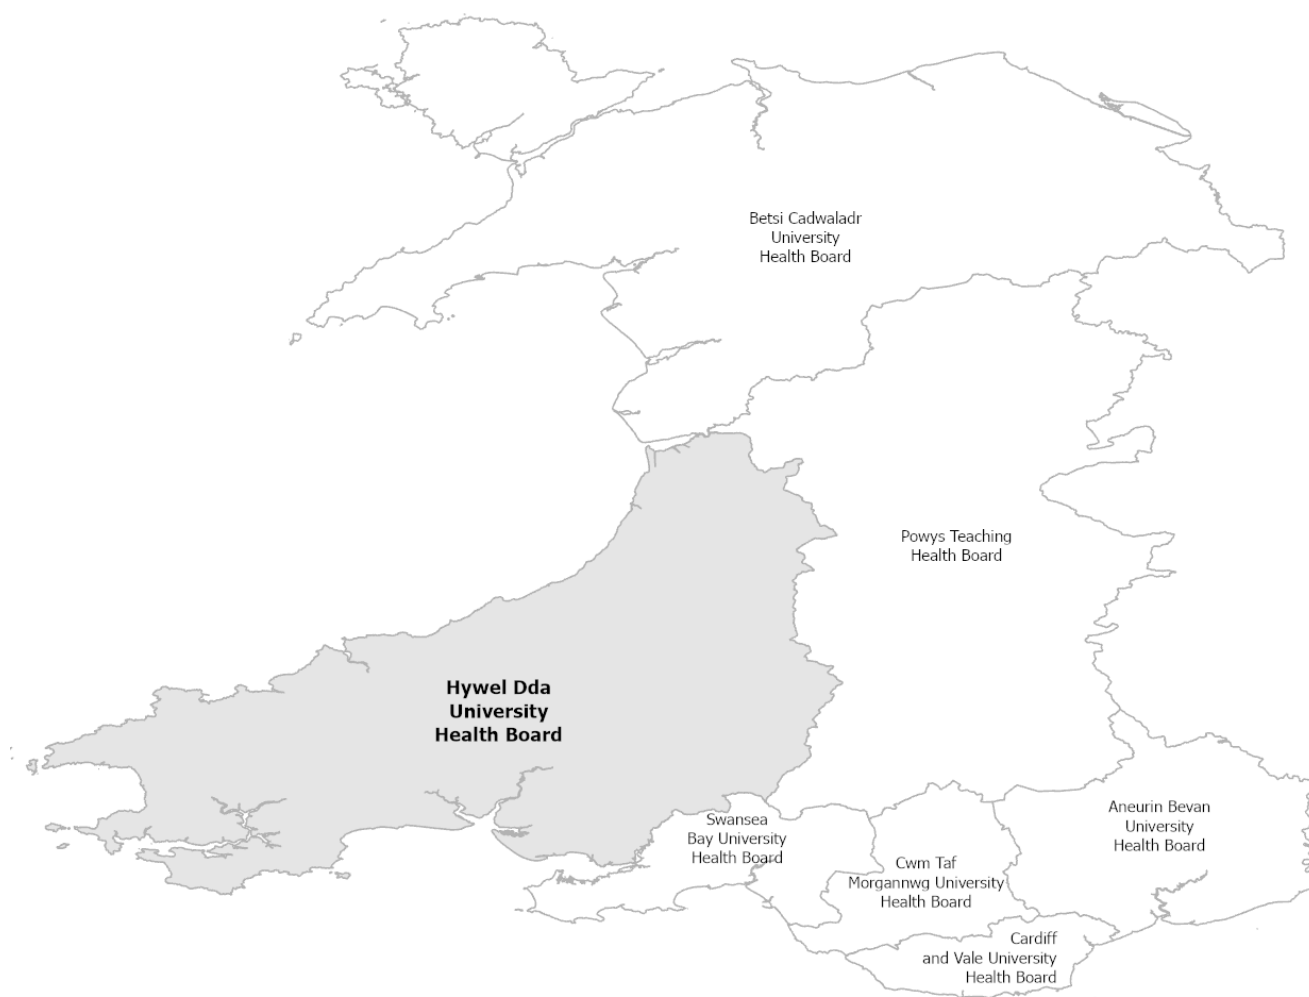 Betsi Cadwaladr
University
Health Board
Powys Teaching
Health Board
Hywel Dda
University
Health Board
Swansea
Bay University
Health Board
Cwm Taf
Morgannwg University
Health Board
Aneurin Bevan
University
Health Board
Cardiff
and Vale University
Health Board